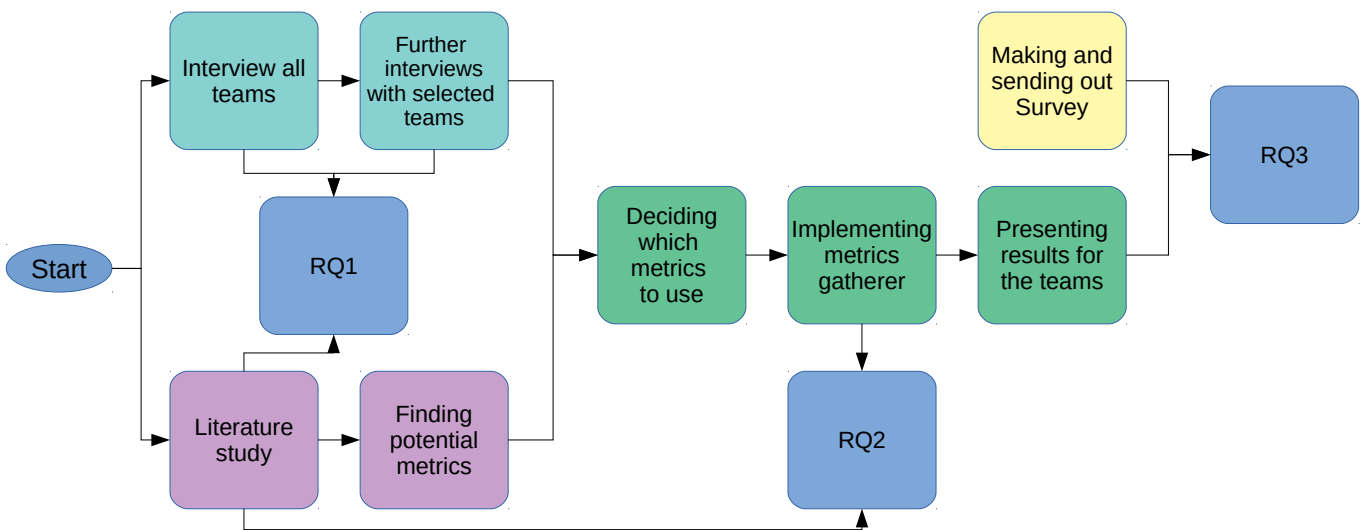 Start
Interview all
teams
Further
interviews
with selected
teams
RQ1
Literature
study
Finding
potential
metrics
Deciding
which
metrics
to use
Implementing
metrics
gatherer
RQ2
Presenting
results for
the teams
Making and
sending out
Survey
RQ3